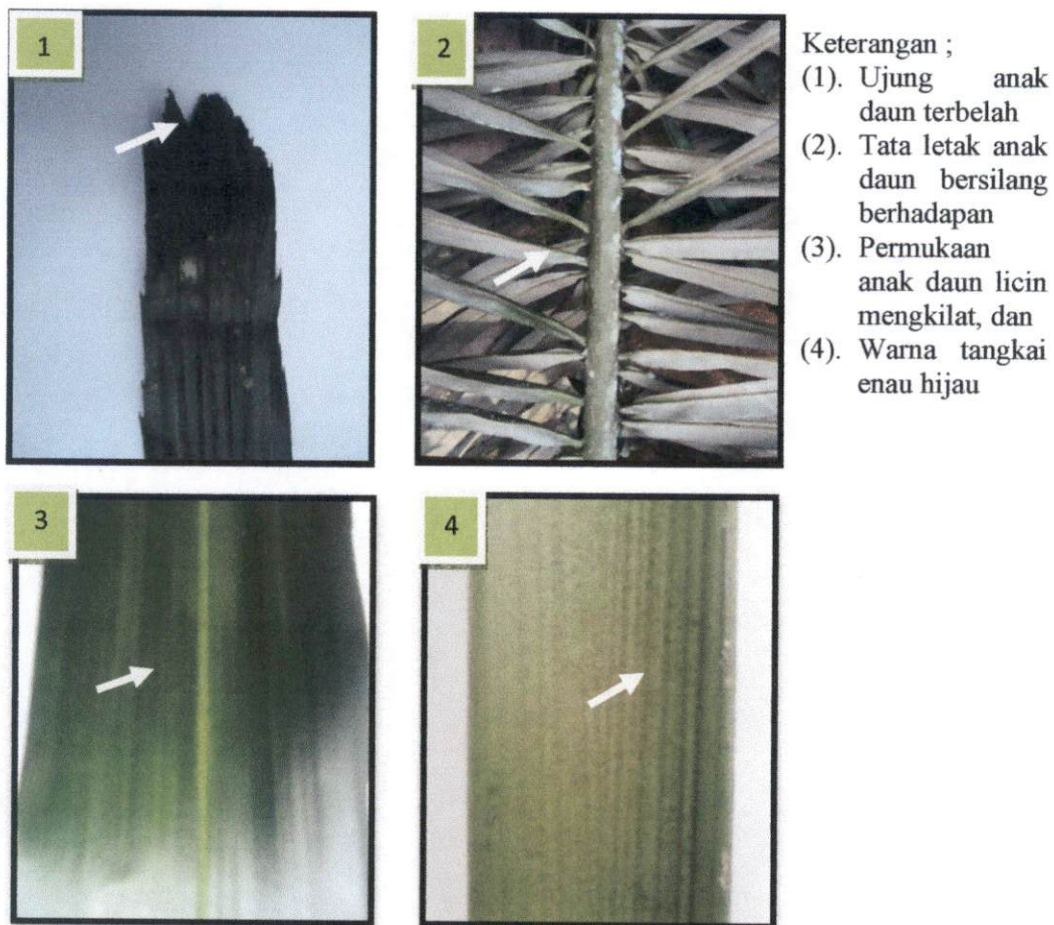 1
2
Keterangan ;
(1). Ujung anak
daun terbelah
(2). Tata letak anak
daun bersilang
berhadapan
(3). Permukaan
anak daun licin
mengkilat, dan
(4). Warna tangkai
enau hijau
3
4